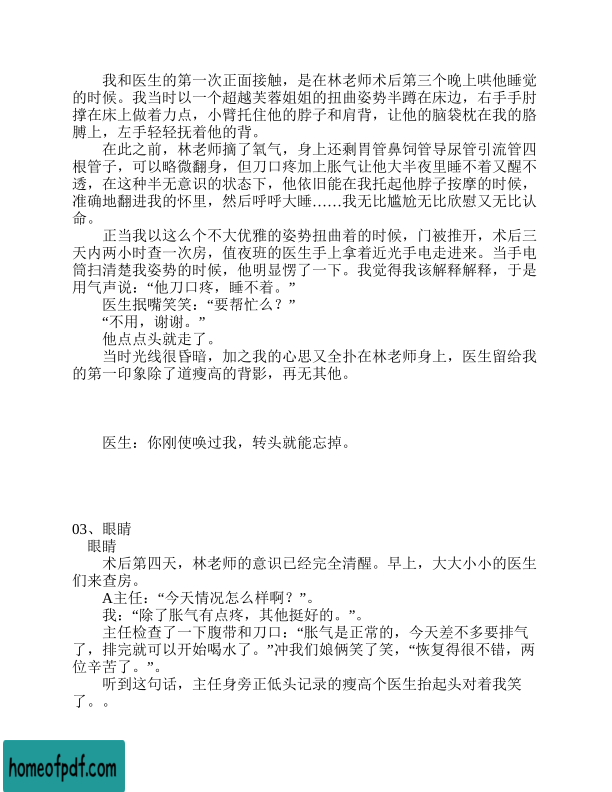 我和医生的第一次正面接触，是在林老师术后第三个晚上哄他睡觉
的时候。我当时以一个超越芙蓉姐姐的扭曲姿势半蹲在床边，右手手肘
撑在床上做着力点，小臂托住他的脖子和肩背，让他的脑袋枕在我的胳
膊上，左手轻轻抚着他的背。
在此之前，林老师摘了氧气，身上还剩胃管鼻饲管导尿管引流管四
根管子，可以略微翻身，但刀口疼加上胀气让他大半夜里睡不着又醒不
透，在这种半无意识的状态下，他依旧能在我托起他脖子按摩的时候，
准确地翻进我的怀里，然后呼呼大睡……我无比尴尬无比欣慰又无比认
命。
正当我以这么个不大优雅的姿势扭曲着的时候，门被推开，术后三
天内两小时查一次房，值夜班的医生手上拿着近光手电走进来。当手电
筒扫清楚我姿势的时候，他明显愣了一下。我觉得我该解释解释，于是
用气声说：“他刀口疼，睡不着。”
医生抿嘴笑笑：“要帮忙么？”
“不用，谢谢。”
他点点头就走了。
当时光线很昏暗，加之我的心思又全扑在林老师身上，医生留给我
的第一印象除了道瘦高的背影，再无其他。
医生：你刚使唤过我，转头就能忘掉。
03、眼睛
眼睛
术后第四天，林老师的意识已经完全清醒。早上，大大小小的医生
们来查房。
A主任：“今天情况怎么样啊？”。
我：“除了胀气有点疼，其他挺好的。”。
主任检查了一下腹带和刀口：“胀气是正常的，今天差不多要排气
了，排完就可以开始喝水了。”冲我们娘俩笑了笑，“恢复得很不错，两
位辛苦了。”。
听到这句话，主任身旁正低头记录的瘦高个医生抬起头对着我笑
了。。
homeofpdf.com